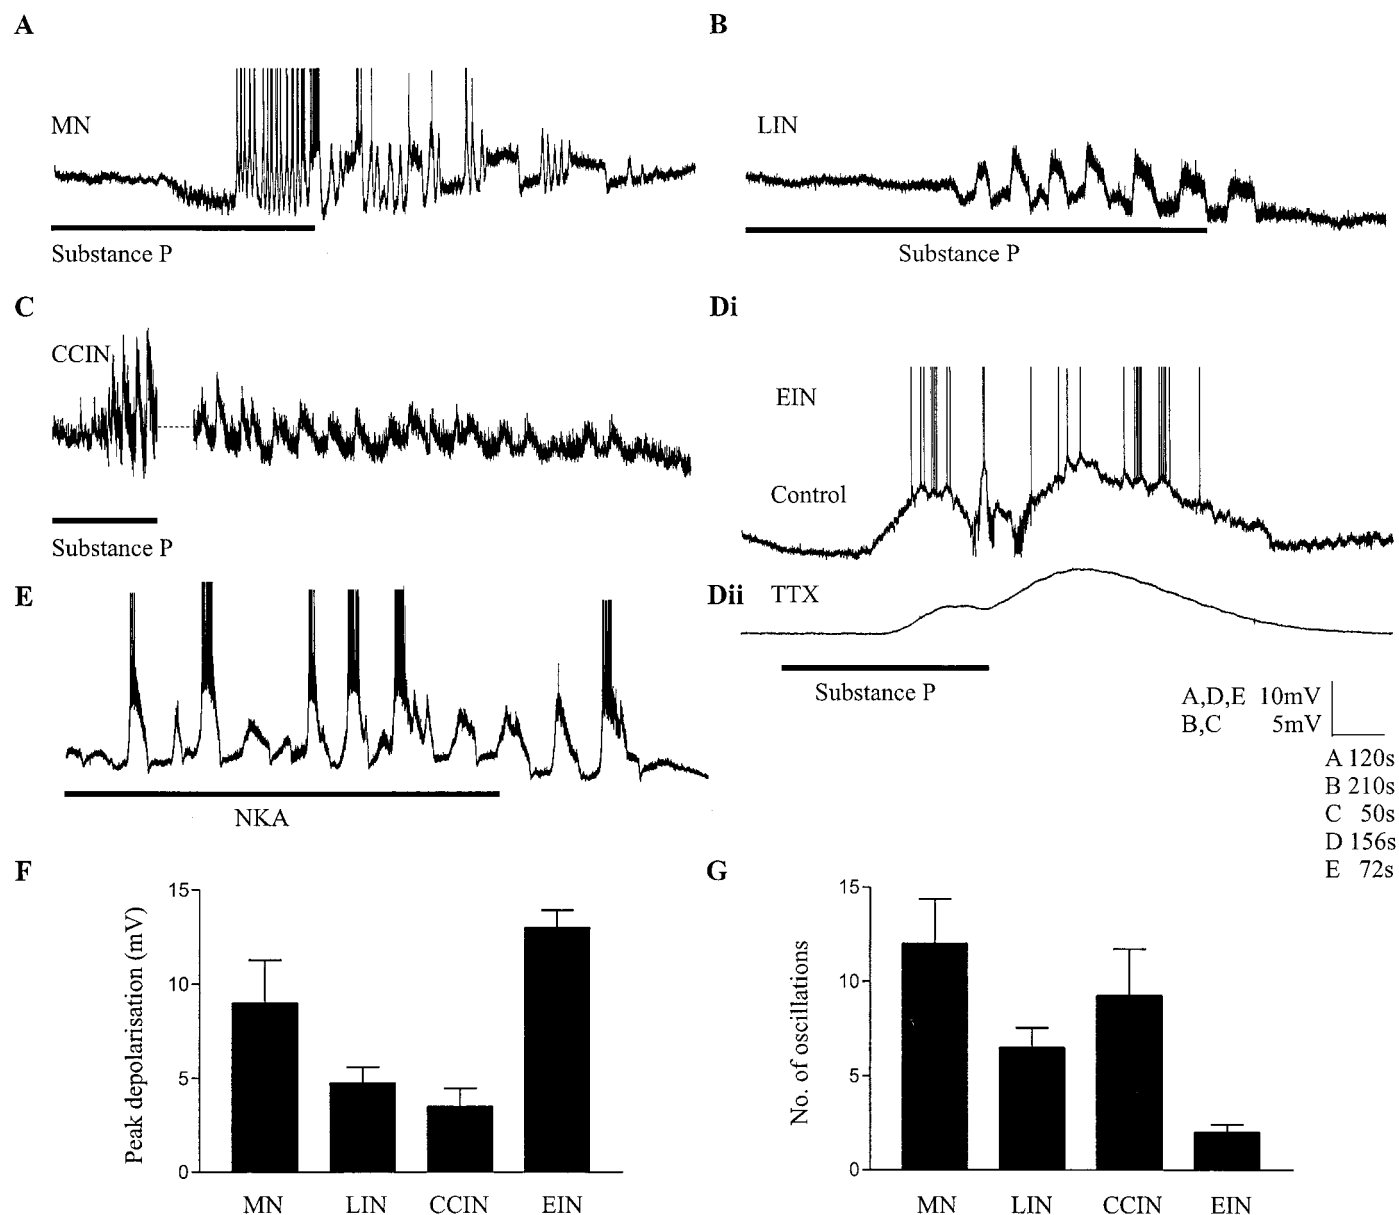 A
MN
Substance P
B
LIN
Substance P
C
CCIN
Substance P
Di
EIN
Control
Dii
TTX
Substance P
A,D,E 10mV
B,C 5mV
A 120s
B 210s
C 50s
D 156s
E 72s
E
NKA
F
Peak depolarisation (mV)
15
10
5
0
MN LIN CCIN EIN
G
No. of oscillations
15
10
5
0
MN LIN CCIN EIN